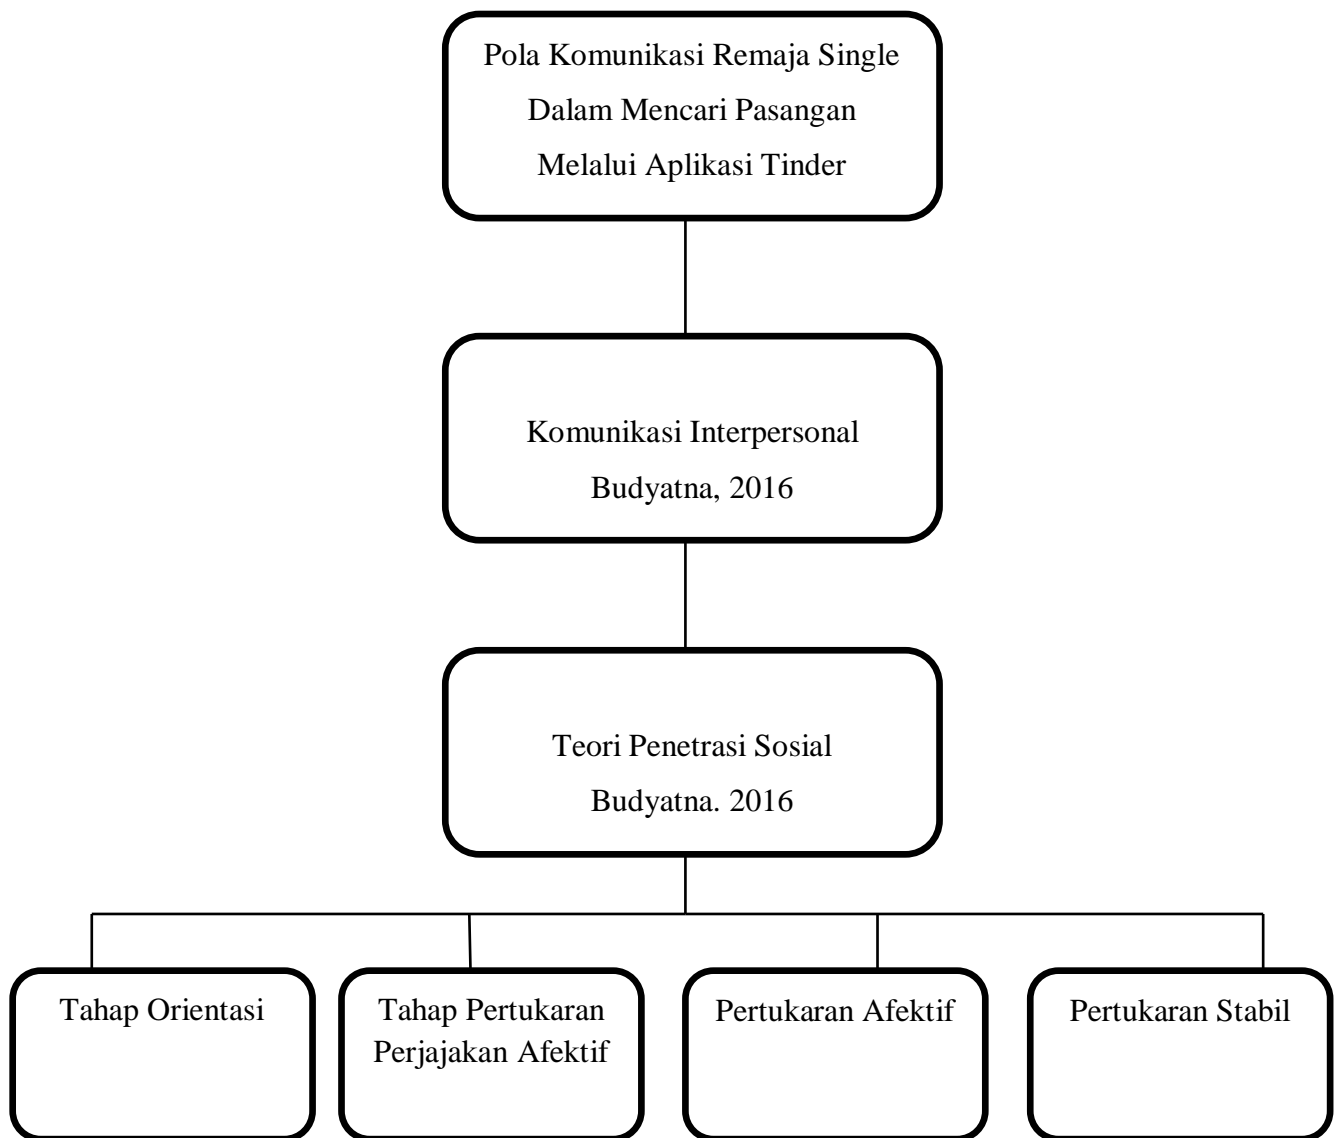 Pola Komunikasi Remaja Single
Dalam Mencari Pasangan
Melalui Aplikasi Tinder
Komunikasi Interpersonal
Budyatna, 2016
Teori Penetrasi Sosial
Budyatna. 2016
Tahap Orientasi
Tahap Pertukaran
Perjajakan Afektif
Pertukaran Afektif
Pertukaran Stabil